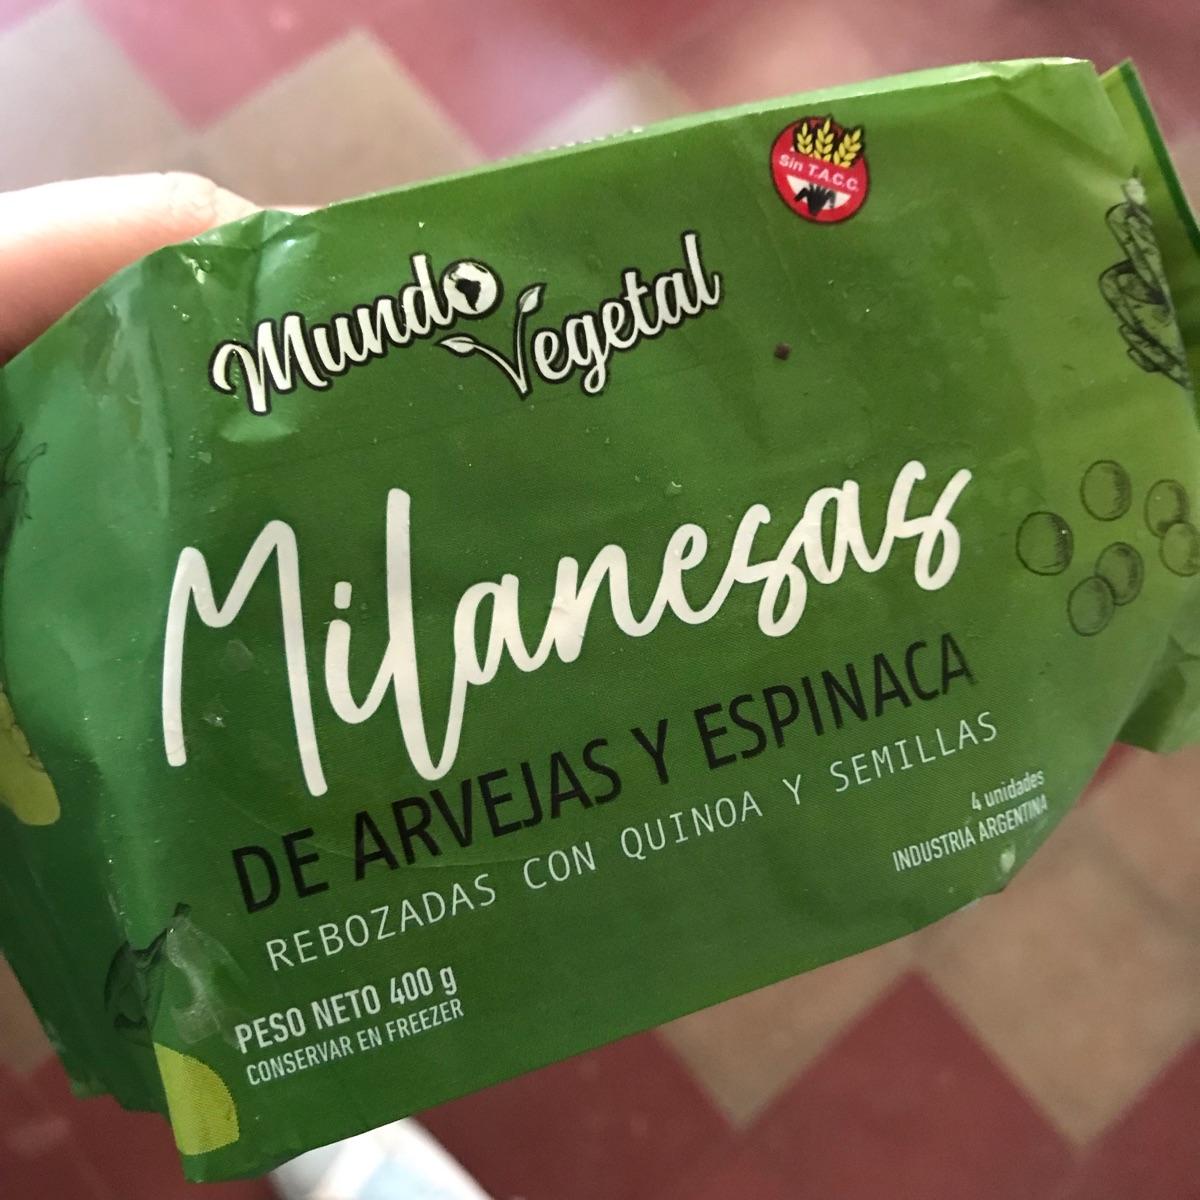 Sin T.A.C.C.
Mundo Vegetal
Milanesas
DE ARVEJAS Y ESPINACA
REBOZADAS CON QUINOA Y SEMILLAS
4 unidades
INDUSTRIA ARGENTINA
PESO NETO 400 g
CONSERVAR EN FREEZER